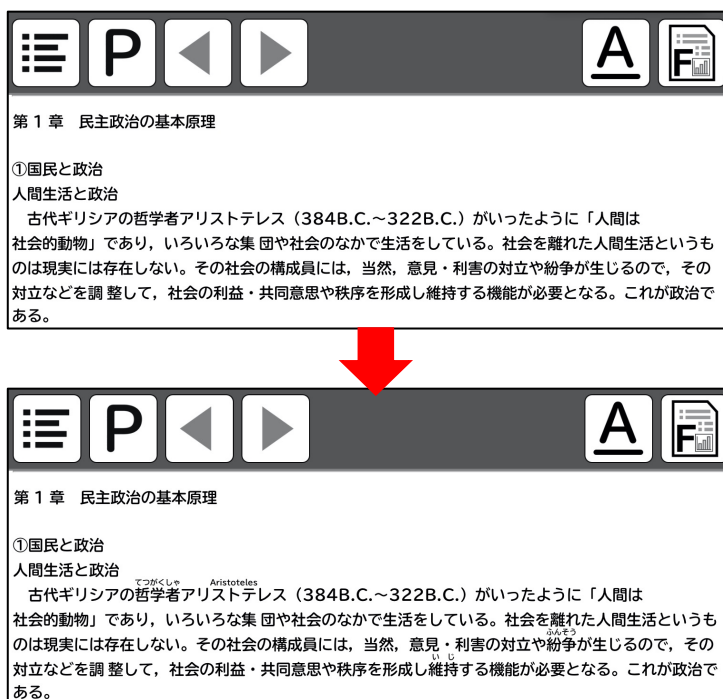 P
A
F
第1章　民主政治の基本原理
①国民と政治
人間生活と政治
　古代ギリシアの哲学者アリストテレス（384B.C.～322B.C.）がいったように「人間は
社会的動物」であり，いろいろな集 団や社会のなかで生活をしている。社会を離れた人間生活というも
のは現実には存在しない。その社会の構成員には，当然，意見・利害の対立や紛争が生じるので，その
対立などを調 整して，社会の利益・共同意思や秩序を形成し維持する機能が必要となる。これが政治で
ある。
P
A
F
第1章　民主政治の基本原理
①国民と政治
人間生活と政治
てつがくしゃ　Aristoteles
　古代ギリシアの哲学者アリストテレス（384B.C.～322B.C.）がいったように「人間は
社会的動物」であり，いろいろな集 団や社会のなかで生活をしている。社会を離れた人間生活というも
ふんそう
のは現実には存在しない。その社会の構成員には，当然，意見・利害の対立や紛争が生じるので，その
いじ
対立などを調 整して，社会の利益・共同意思や秩序を形成し維持する機能が必要となる。これが政治で
ある。